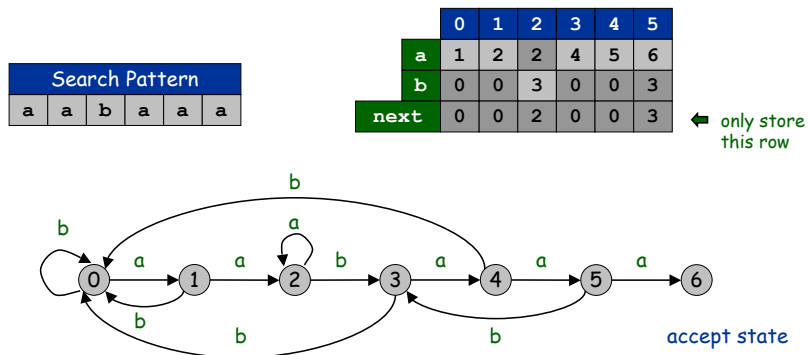 0 1 2 3 4 5
a 1 2 2 4 5 6
Search Pattern
b 0 0 3 0 0 3
a a b a a a
next 0 0 2 0 0 3
only store
this row
b
b a
a a b a a a
0 1 2 3 4 5 6
b b b
accept state